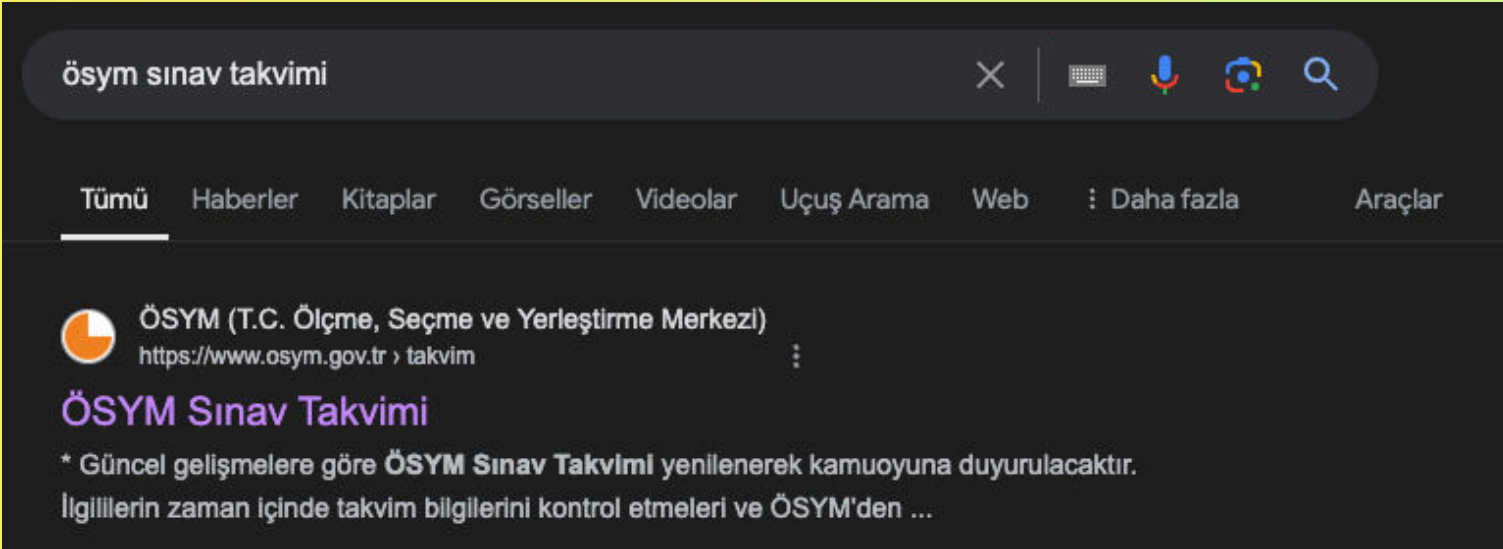 ösym sınav takvimi
Tümü Haberler Kitaplar Görseller Videolar Uçuş Arama Web Daha fazla Araçlar
ÖSYM (T.C. Ölçme, Seçme ve Yerleştirme Merkezi)
https://www.osym.gov.tr › takvim
ÖSYM Sınav Takvimi
* Güncel gelişmelere göre ÖSYM Sınav Takvimi yenilenerek kamuoyuna duyurulacaktır.
İlgililerin zaman içinde takvim bilgilerini kontrol etmeleri ve ÖSYM'den ...